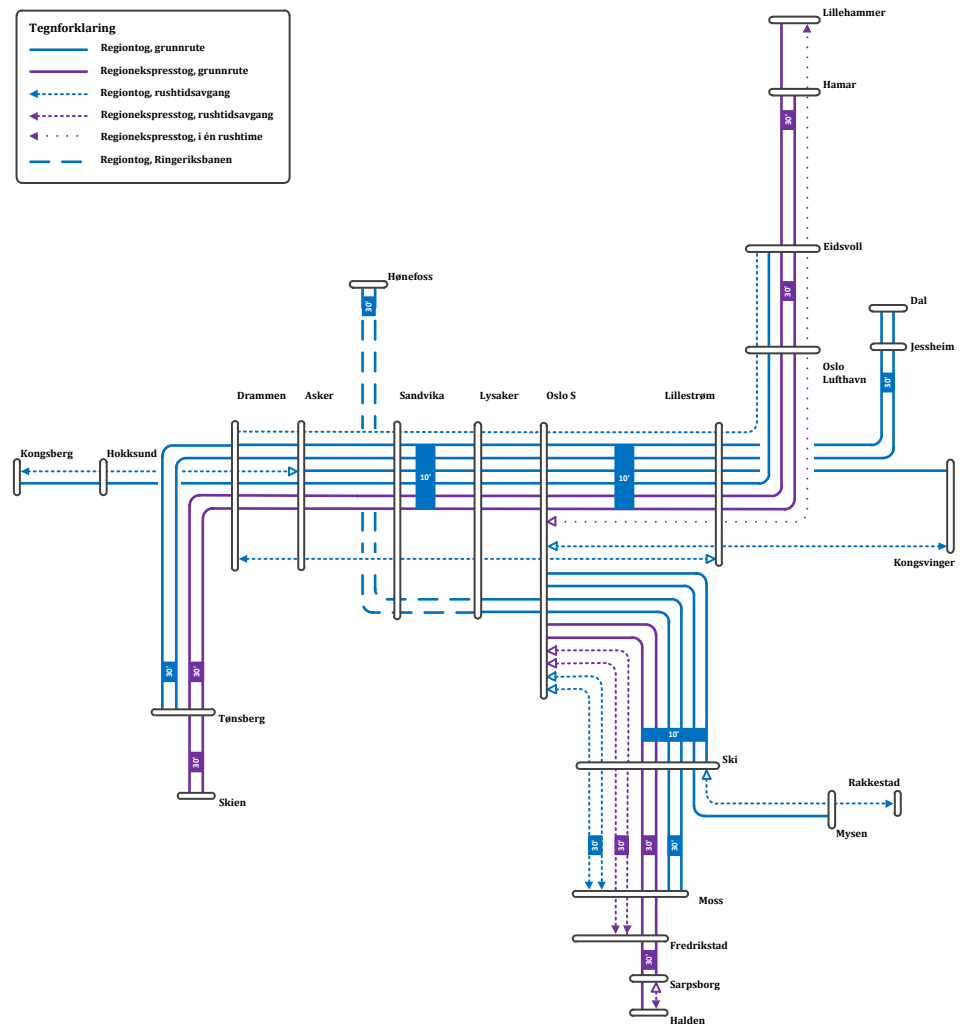 Tegnforklaring
Regiontog, grunnrute
Regionekspresstog, grunnrute
Regiontog, rushtidsavgang
Regionekspresstog, rushtidsavgang
Regionekspresstog, i én rushtime
Regiontog, Ringeriksbanen
Lillehammer
Hamar
30'
Eidsvoll
Hønefoss
30'
30'
Dal
Jessheim
Oslo
Lufthavn
30'
Drammen
Asker
Sandvika
Lysaker
Oslo S
Lillestrøm
Kongsberg
Hokksund
10'
10'
Kongsvinger
30'
30'
Tønsberg
10'
Ski
30'
Skien
Rakkestad
Mysen
30'
30'
30'
30'
Moss
Fredrikstad
30'
Sarpsborg
Halden